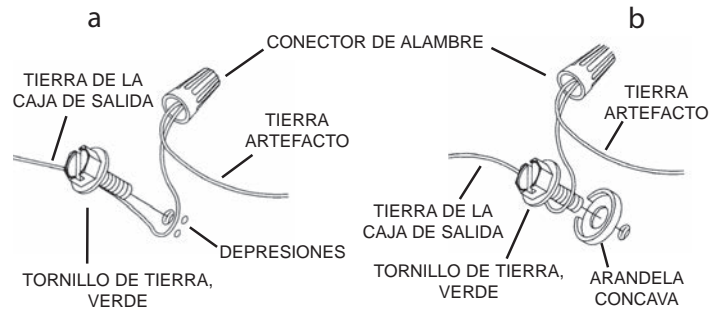 a
b
CONECTOR DE ALAMBRE
TIERRA DE LA
CAJA DE SALIDA
TIERRA
ARTEFACTO
DEPRESIONES
TORNILLO DE TIERRA,
VERDE
TIERRA
ARTEFACTO
TIERRA DE LA
CAJA DE SALIDA
TORNILLO DE TIERRA,
VERDE
ARANDELA
CONCAVA